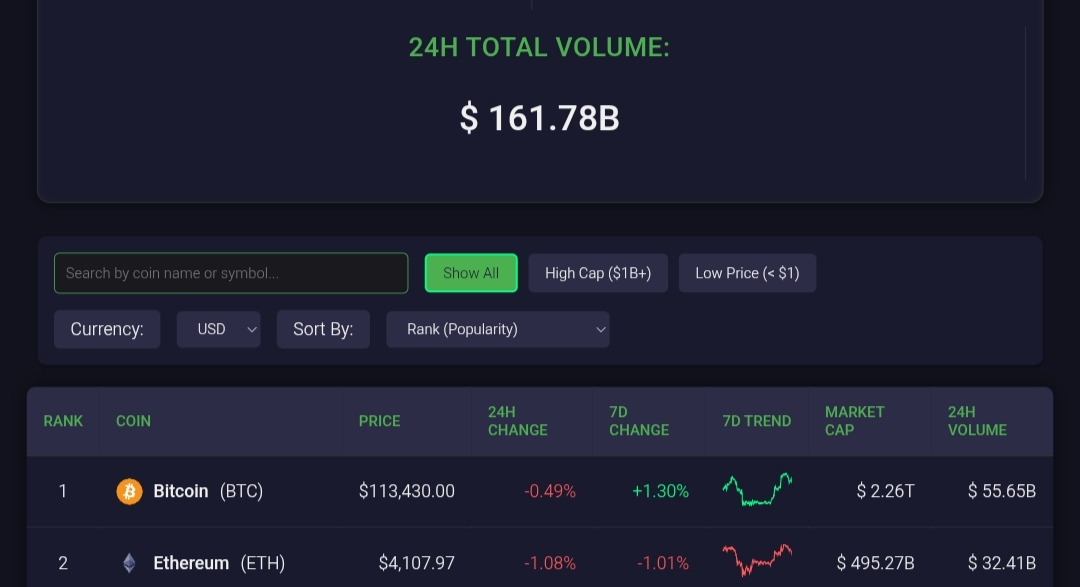 24H TOTAL VOLUME:
$ 161.78B
Search by coin name or symbol...
Show All
High Cap ($1B+)
Low Price (< $1)
Currency:
USD
Sort By:
Rank (Popularity)
RANK
COIN
PRICE
24H
CHANGE
7D
CHANGE
7D TREND
MARKET
CAP
24H
VOLUME
1
Bitcoin (BTC)
$113,430.00
-0.49%
+1.30%
$ 2.26T
$ 55.65B
2
Ethereum (ETH)
$4,107.97
-1.08%
-1.01%
$ 495.27B
$ 32.41B